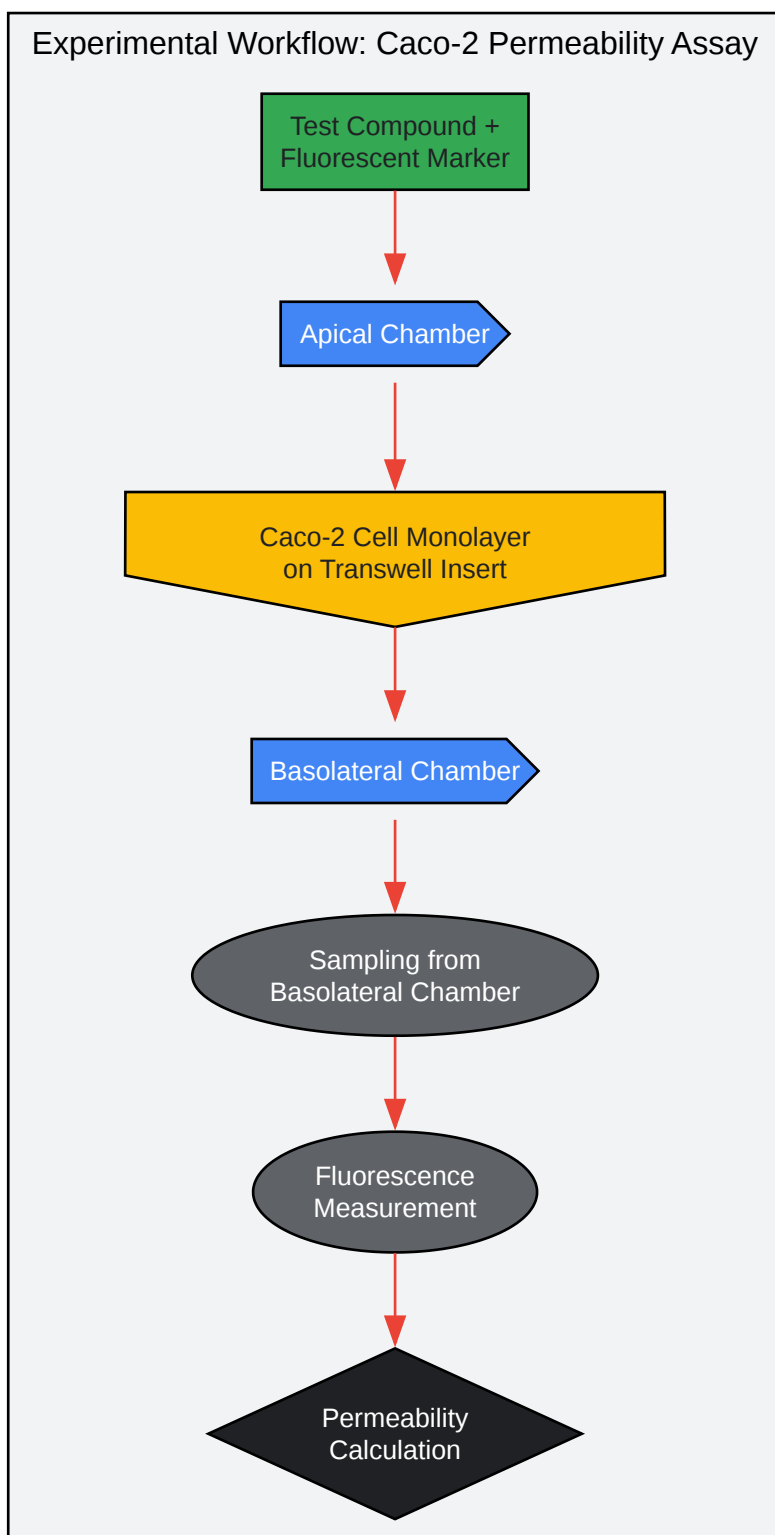 Experimental Workflow: Caco-2 Permeability Assay
Test Compound +
Fluorescent Marker
Apical Chamber
Caco-2 Cell Monolayer
on Transwell Insert
Basolateral Chamber
Sampling from
Basolateral Chamber
Fluorescence
Measurement
Permeability
Calculation